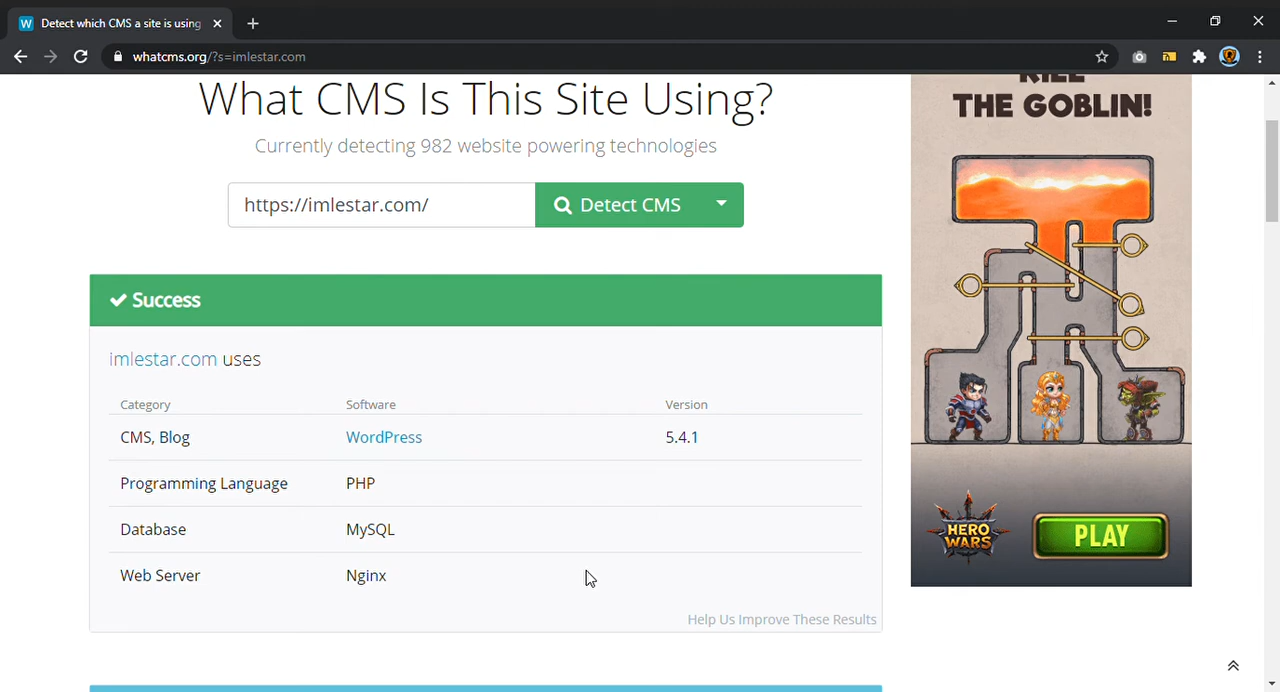 Detect which CMS a site is using
whatcms.org/?s=imlestar.com
What CMS Is This Site Using?
Currently detecting 982 website powering technologies
https://imlestar.com/
Detect CMS
Success
imlestar.com uses
Category Software Version
CMS, Blog WordPress 5.4.1
Programming Language PHP
Database MySQL
Web Server Nginx
Help Us Improve These Results
KILL
THE GOBLIN!
HERO
WARS
PLAY